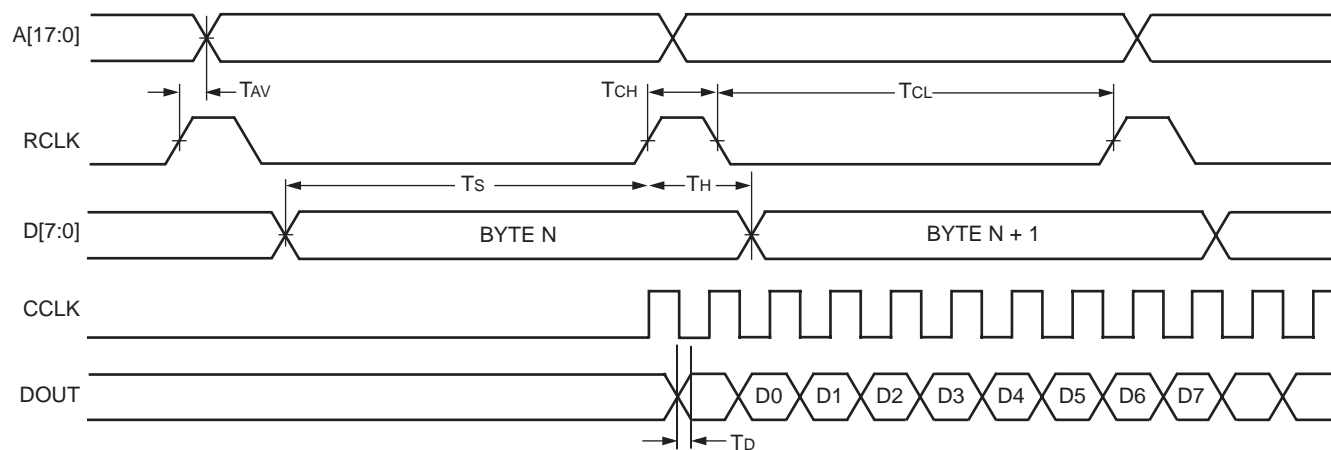 A[17:0]
TAV
TCH
TCL
RCLK
TS
TH
D[7:0]
BYTE N
BYTE N + 1
CCLK
DOUT
D0
D1
D2
D3
D4
D5
D6
D7
TD